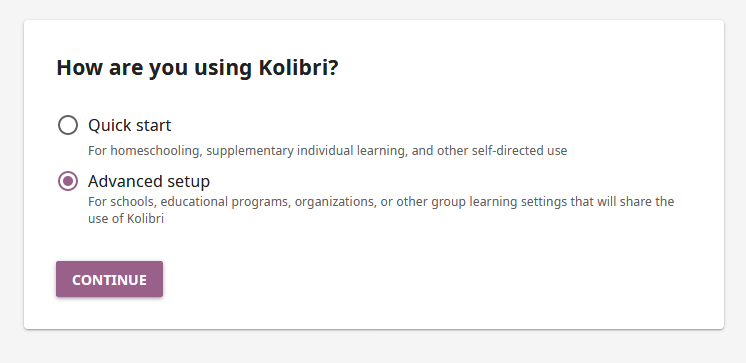 How are you using Kolibri?
Quick start
For homeschooling, supplementary individual learning, and other self-directed use
Advanced setup
For schools, educational programs, organizations, or other group learning settings that will share the
use of Kolibri
CONTINUE